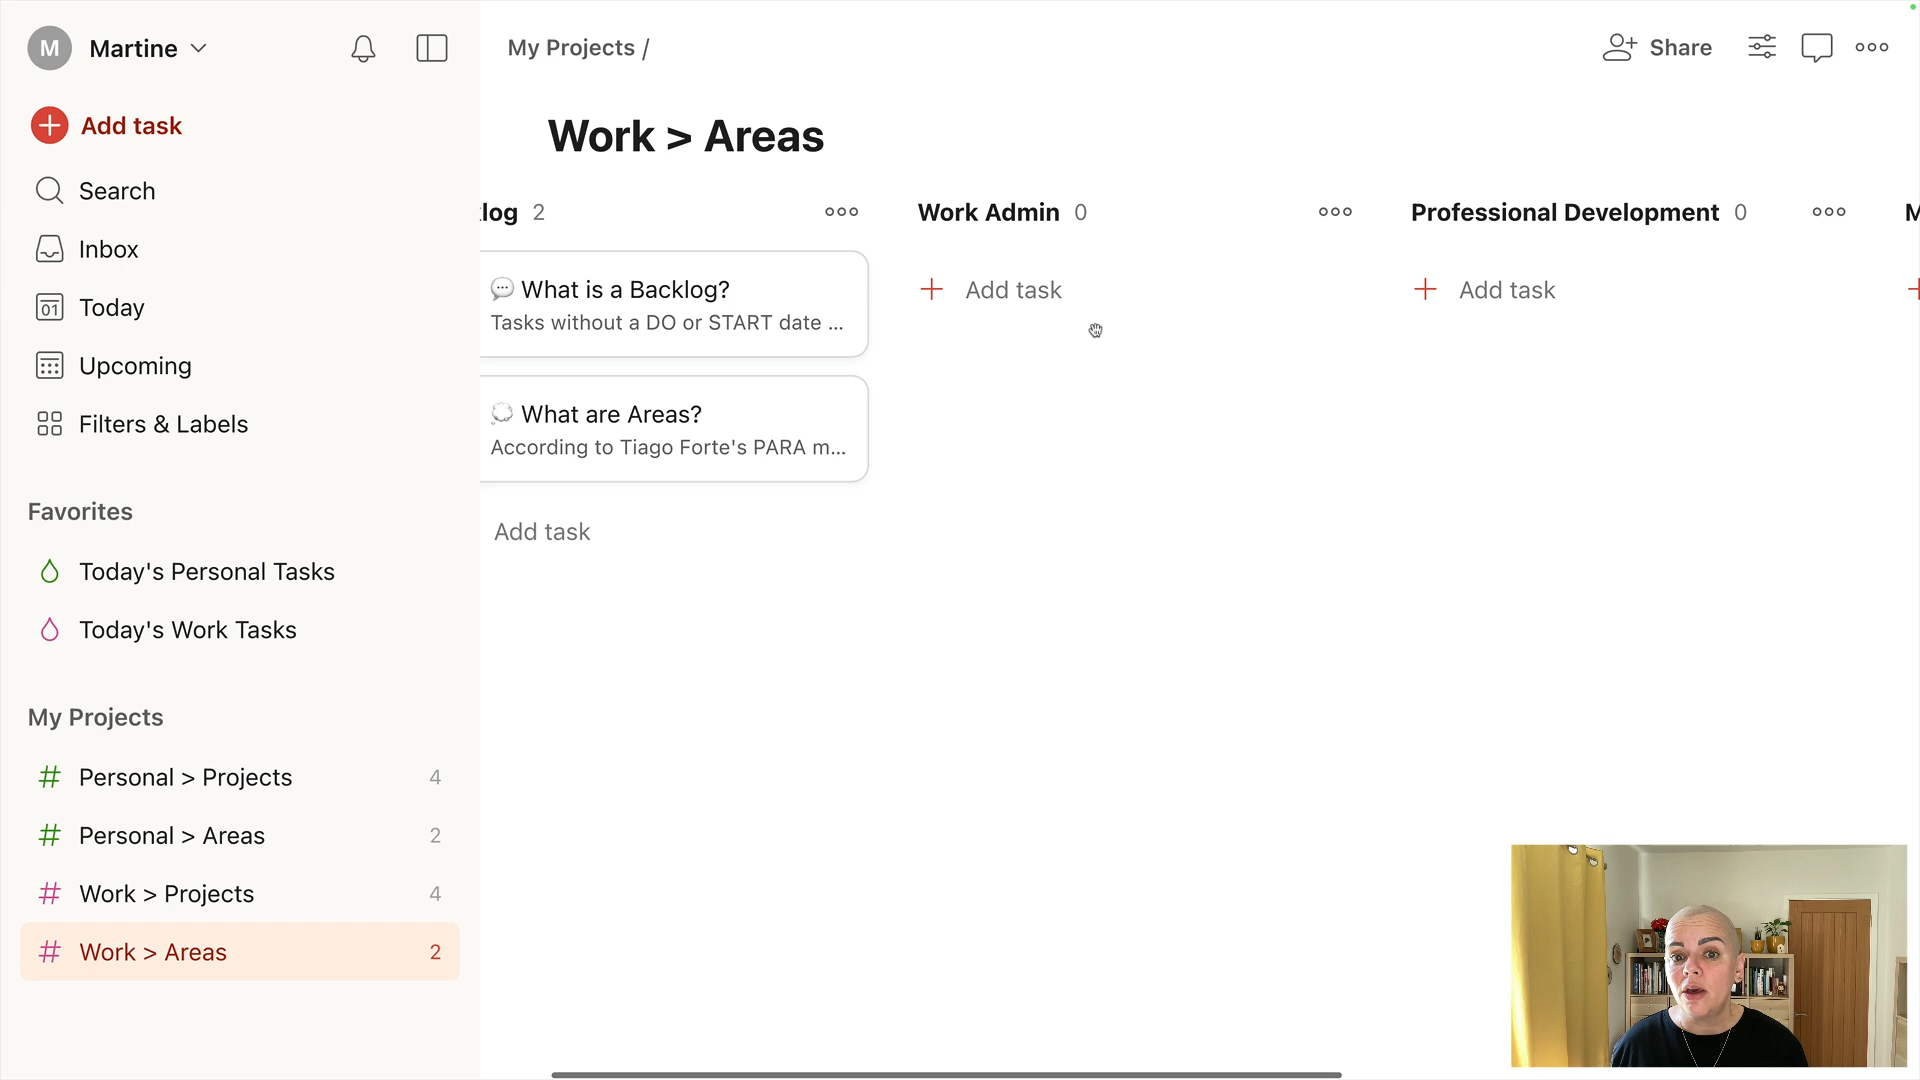 M Martine
Add task
Search
Inbox
01 Today
Upcoming
Filters & Labels
Favorites
Today's Personal Tasks
Today's Work Tasks
My Projects
# Personal > Projects 4
# Personal > Areas 2
# Work > Projects 4
# Work > Areas 2
My Projects /
Share
Work > Areas
klog 2
💬 What is a Backlog?
Tasks without a DO or START date ...
💭 What are Areas?
According to Tiago Forte's PARA m...
Add task
Work Admin 0
+ Add task
Professional Development 0
+ Add task
M